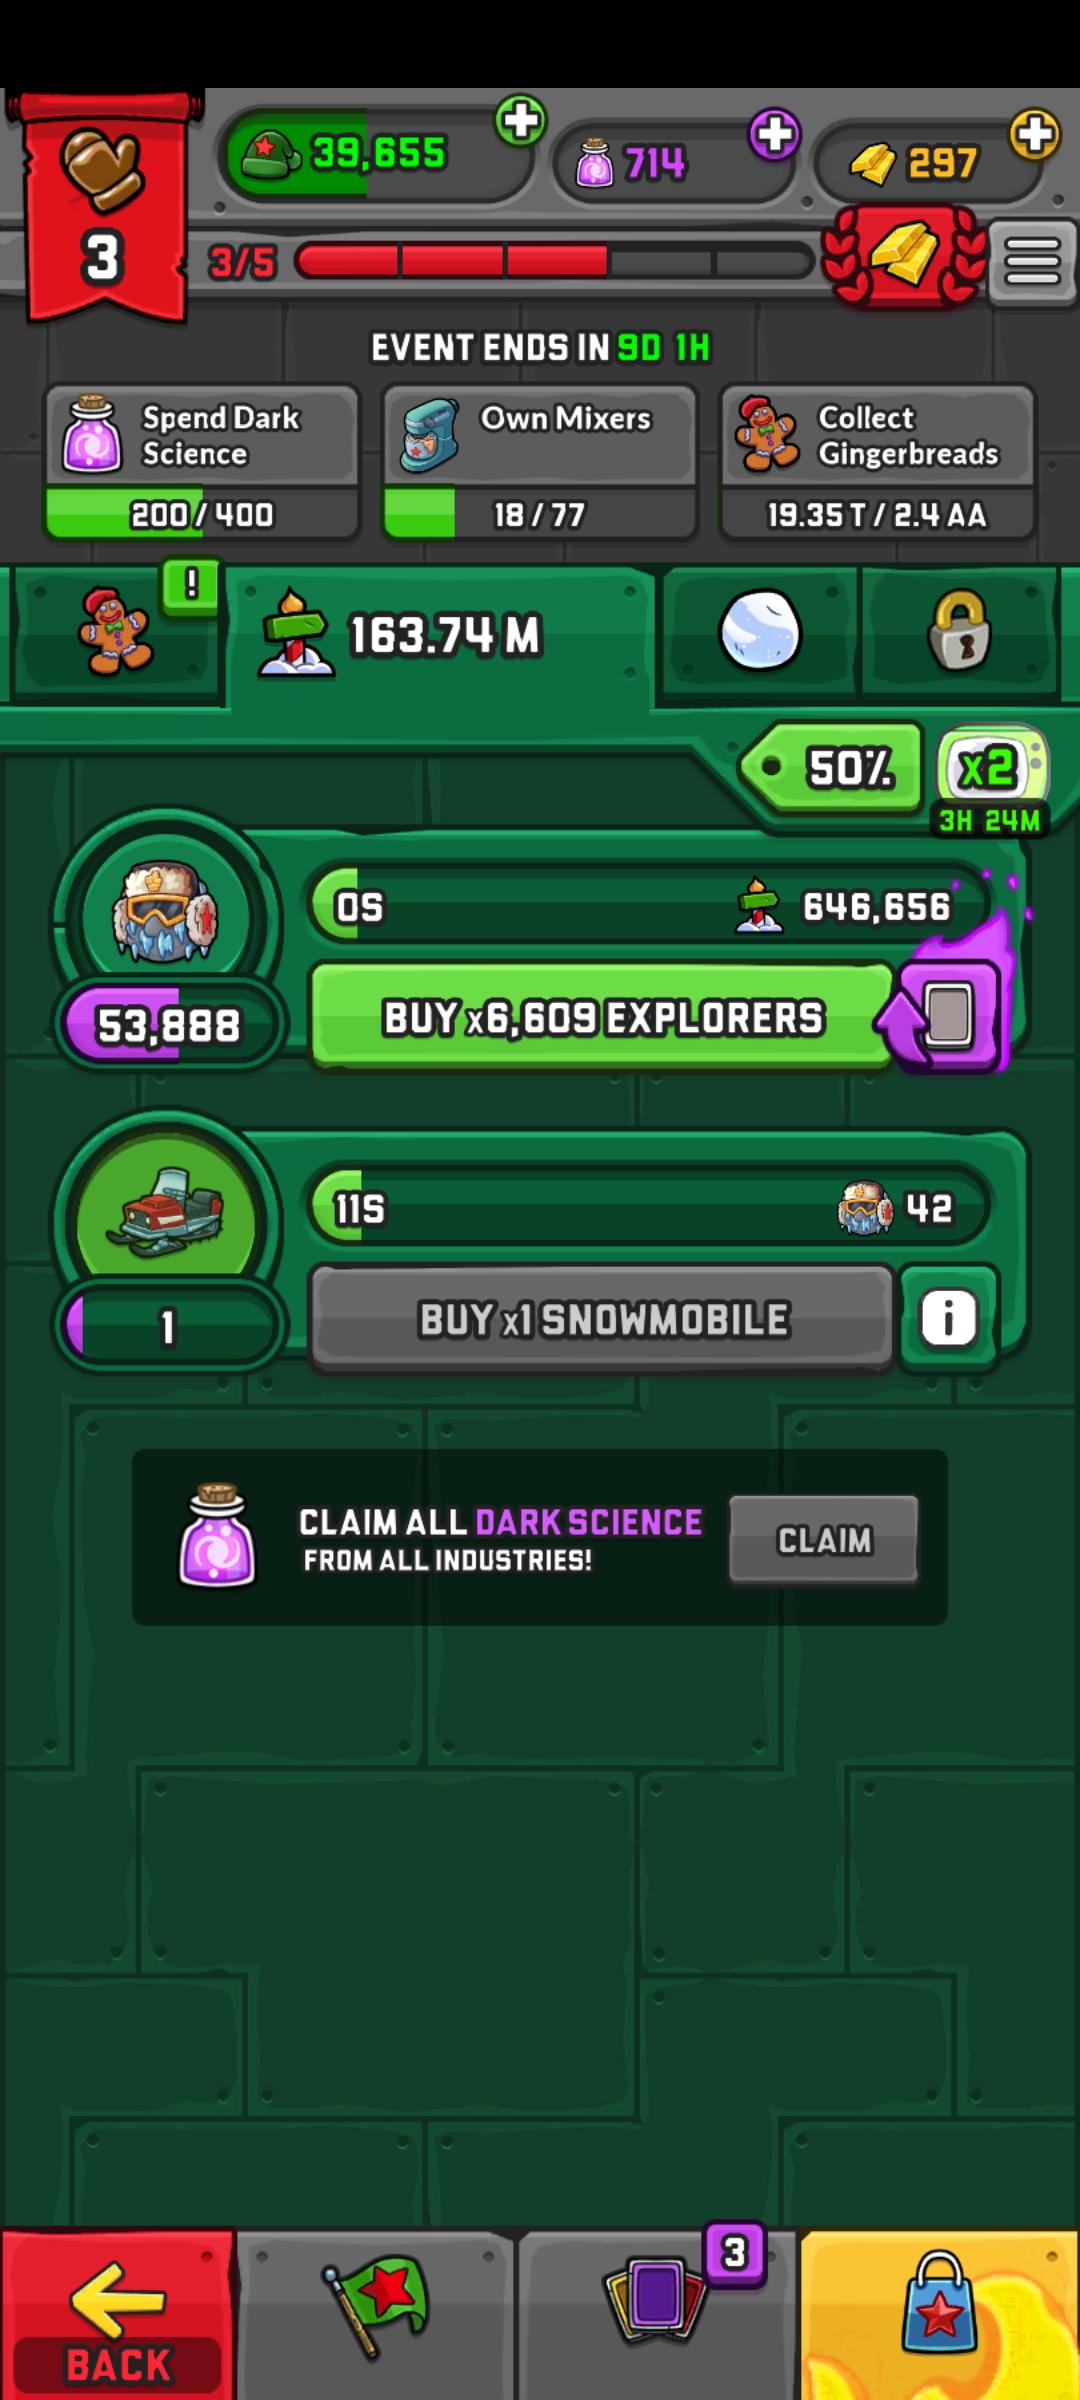 39,655
714
297
3
3/5
EVENT ENDS IN 9D 1H
Spend Dark
Science
200 / 400
Own Mixers
18 / 77
Collect
Gingerbreads
19.35 T / 2.4 AA
!
163.74 M
50%
x2
3H 24M
0S
646,656
53,888
BUY x6,609 EXPLORERS
11S
42
1
BUY x1 SNOWMOBILE
i
CLAIM ALL DARK SCIENCE
FROM ALL INDUSTRIES!
CLAIM
3
BACK